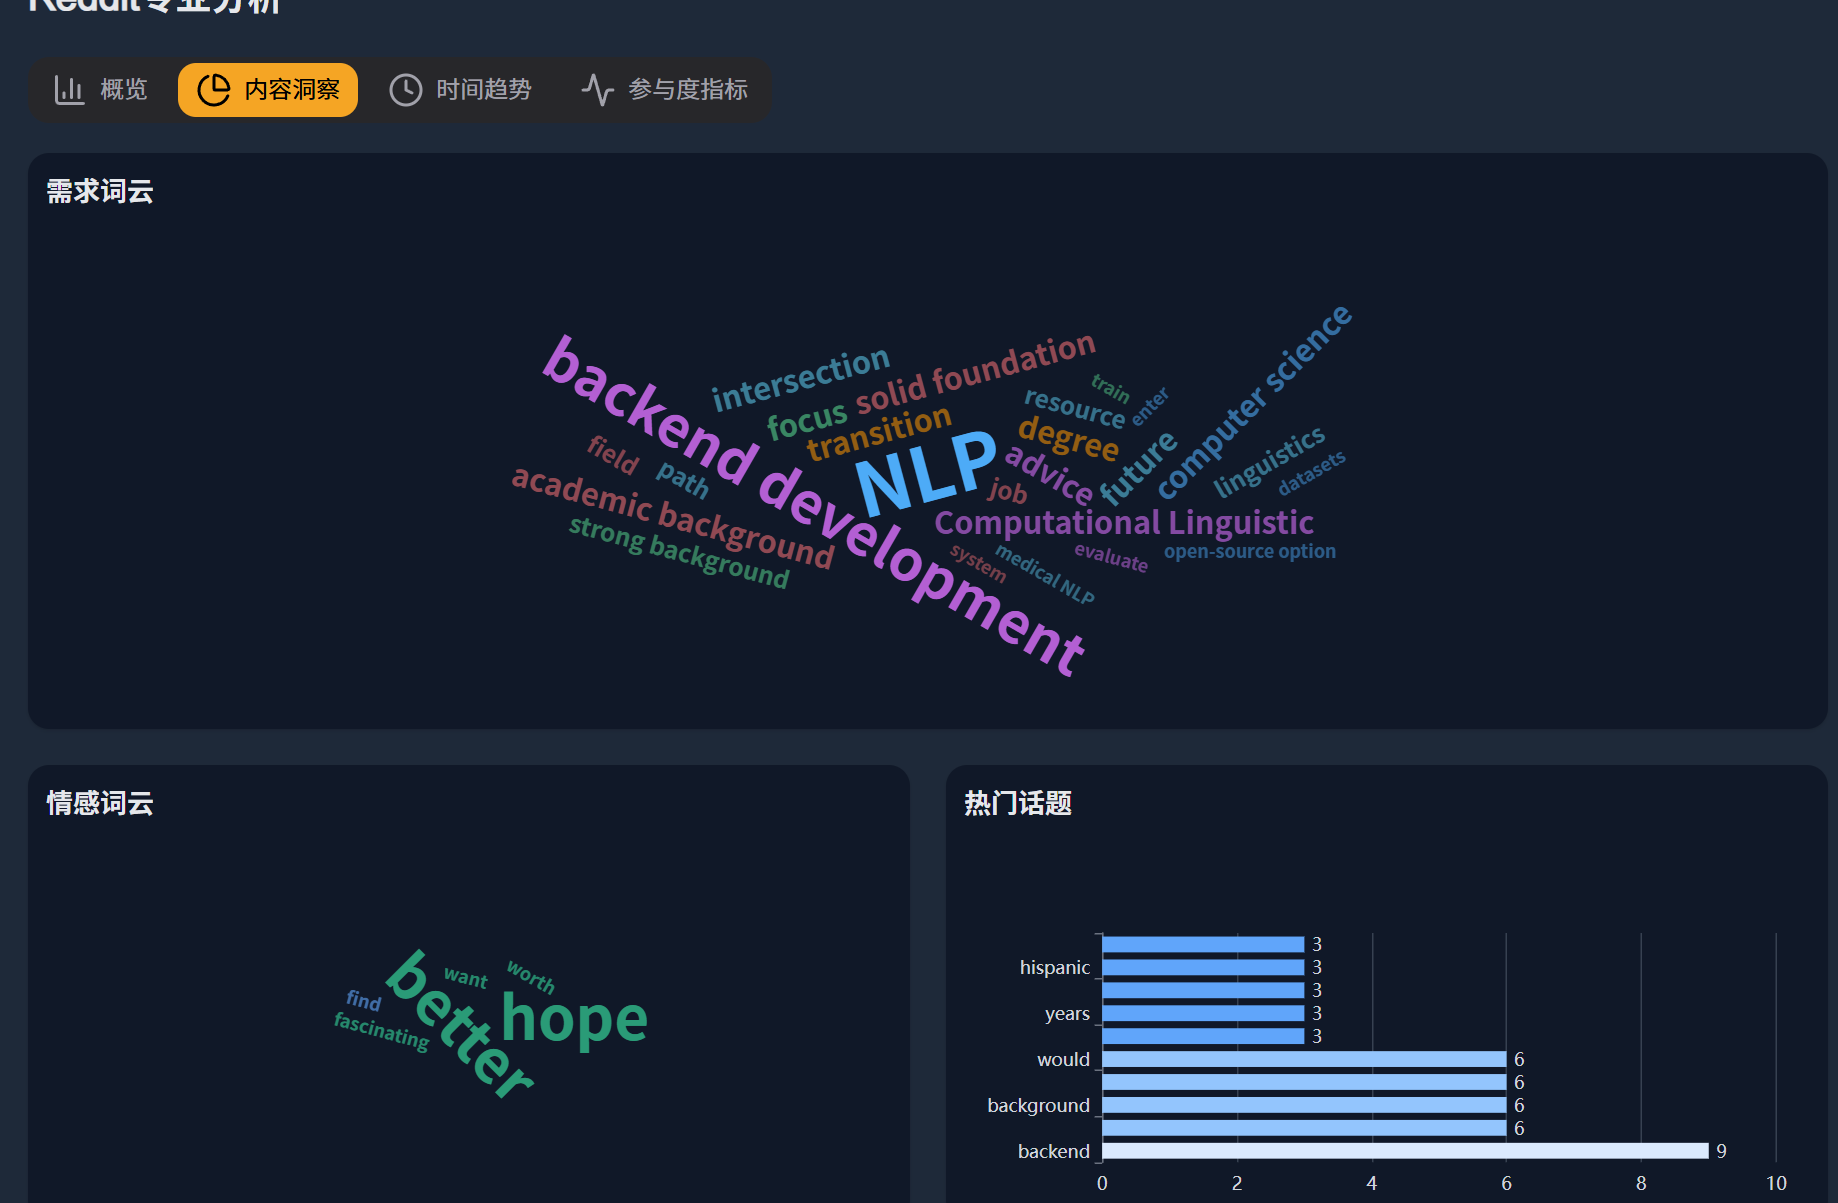 Reddit专业分析
概览
内容洞察
时间趋势
参与度指标
需求词云
computer science
backend development
intersection
solid foundation
train
enter
resource
focus
transition
degree
NLP
future
linguistics
field
path
advice
datasets
academic background
job
Computational Linguistic
strong background
system
medical NLP
evaluate
open-source option
情感词云
better
want
worth
find
hope
fascinating
热门话题
3
hispanic 3
3
years 3
3
would 6
6
background 6
6
backend 9
0 2 4 6 8 10